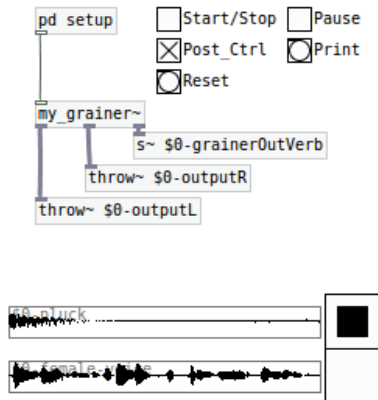 pd setup
Start/Stop
Pause
Post_Ctrl
Print
Reset
my_grainer~
s~ $0-grainerOutVerb
throw~ $0-outputR
throw~ $0-outputL
$0-pluck
$0-female-voice